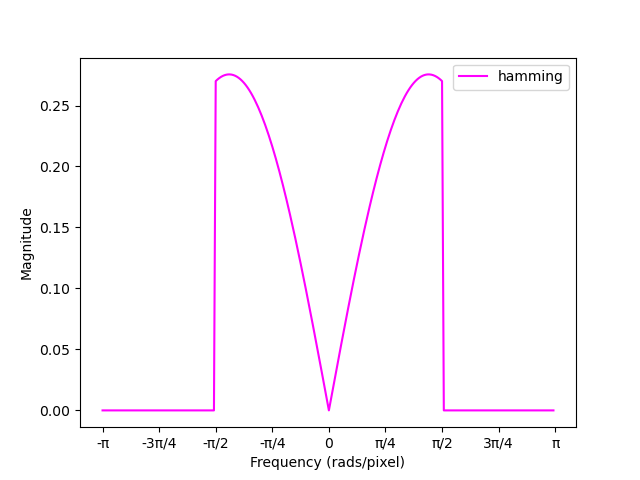 hamming
Magnitude
0.25
0.20
0.15
0.10
0.05
0.00
-π -3π/4 -π/2 -π/4 0 π/4 π/2 3π/4 π
Frequency (rads/pixel)